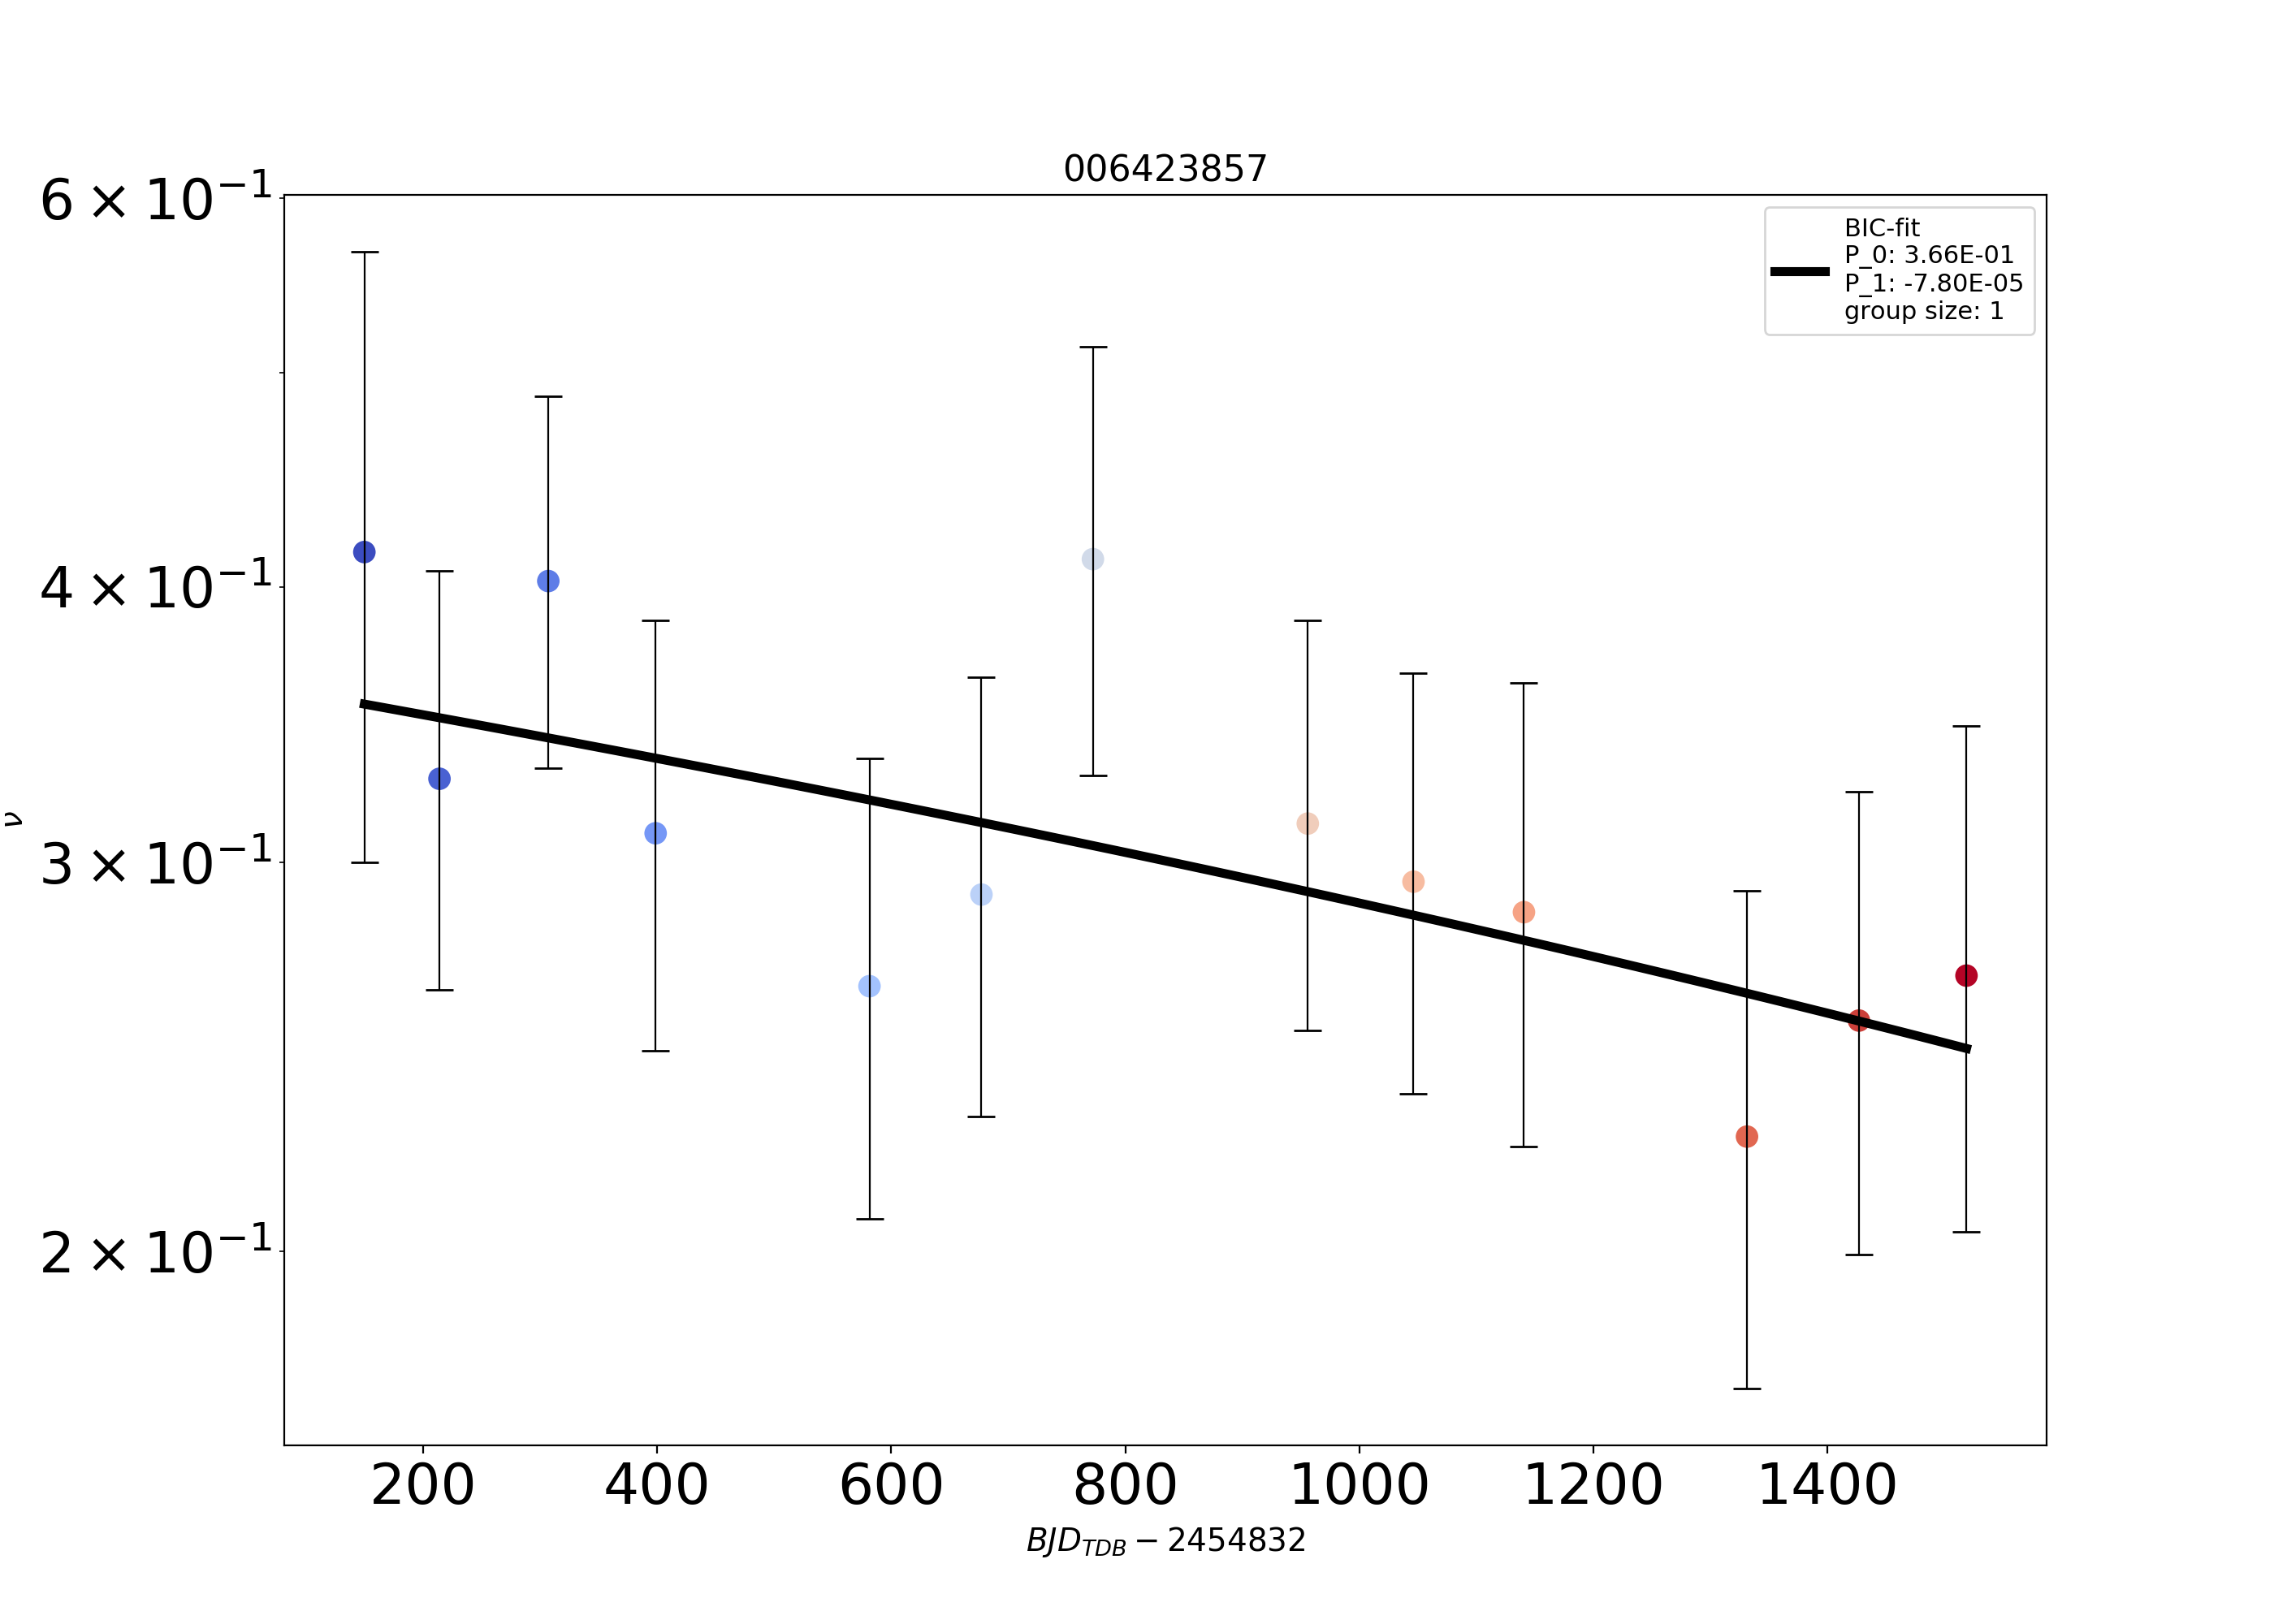 006423857
6 × 10⁻¹
4 × 10⁻¹
3 × 10⁻¹
2 × 10⁻¹
ν
BIC-fit
P_0: 3.66E-01
P_1: -7.80E-05
group size: 1
200 400 600 800 1000 1200 1400
BJD_TDB − 2454832